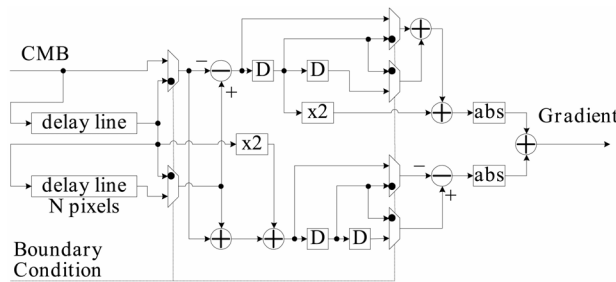 CMB
delay line
delay line
N pixels
Boundary
Condition
−
−
+
D
D
x2
x2
+
+
+
+
D
D
−
−
+
+
abs
abs
+
Gradient